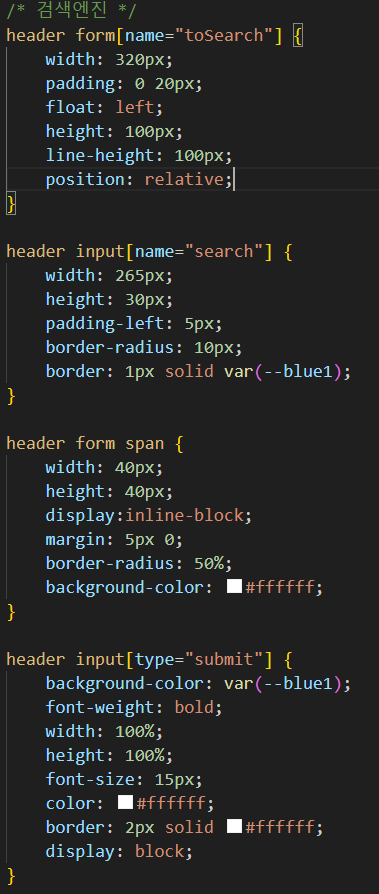 /* 검색엔진 */
header form[name="toSearch"] {
    width: 320px;
    padding: 0 20px;
    float: left;
    height: 100px;
    line-height: 100px;
    position: relative;
}

header input[name="search"] {
    width: 265px;
    height: 30px;
    padding-left: 5px;
    border-radius: 10px;
    border: 1px solid var(--blue1);
}

header form span {
    width: 40px;
    height: 40px;
    display:inline-block;
    margin: 5px 0;
    border-radius: 50%;
    background-color: #ffffff;
}

header input[type="submit"] {
    background-color: var(--blue1);
    font-weight: bold;
    width: 100%;
    height: 100%;
    font-size: 15px;
    color: #ffffff;
    border: 2px solid #ffffff;
    display: block;
}